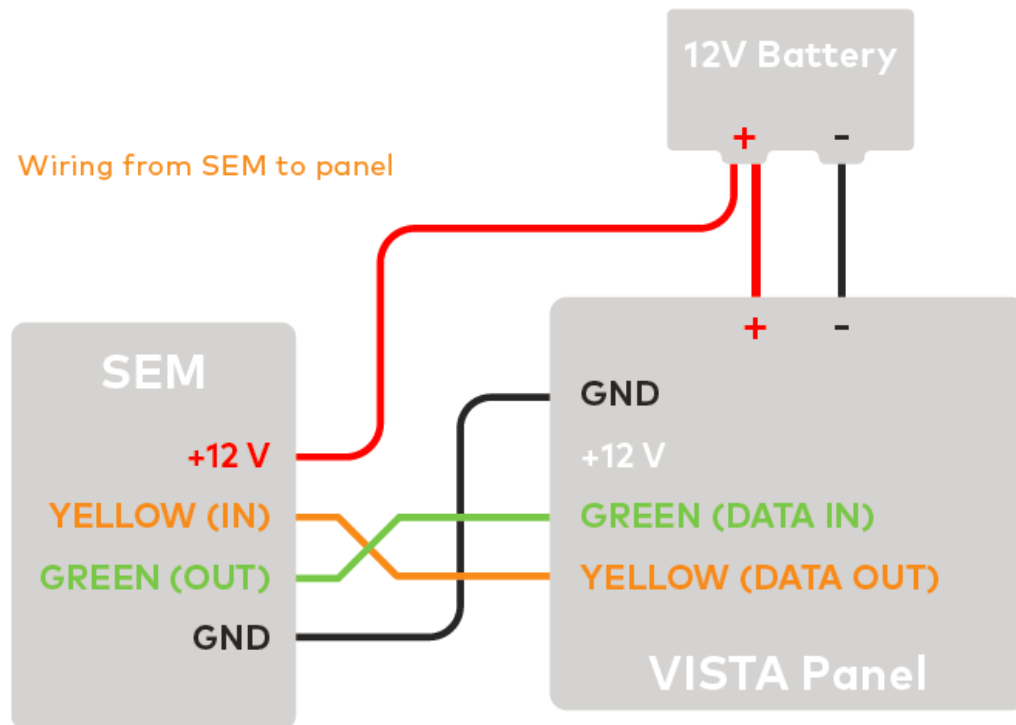 12V Battery
+ -
Wiring from SEM to panel
+ -
SEM
+12 V
YELLOW (IN)
GREEN (OUT)
GND
GND
+12 V
GREEN (DATA IN)
YELLOW (DATA OUT)
VISTA Panel